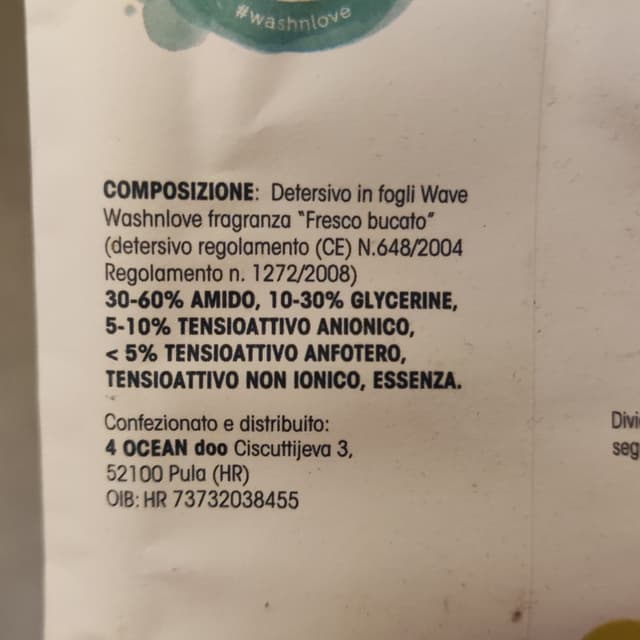 #washnlove
COMPOSIZIONE: Detersivo in fogli Wave
Washnlove fragranza "Fresco bucato"
(detersivo regolamento (CE) N.648/2004
Regolamento n. 1272/2008)
30-60% AMIDO, 10-30% GLYCERINE,
5-10% TENSIOATTIVO ANIONICO,
< 5% TENSIOATTIVO ANFOTERO,
TENSIOATTIVO NON IONICO, ESSENZA.
Confezionato e distribuito:
4 OCEAN doo Ciscuttijeva 3,
52100 Pula (HR)
OIB: HR 73732038455